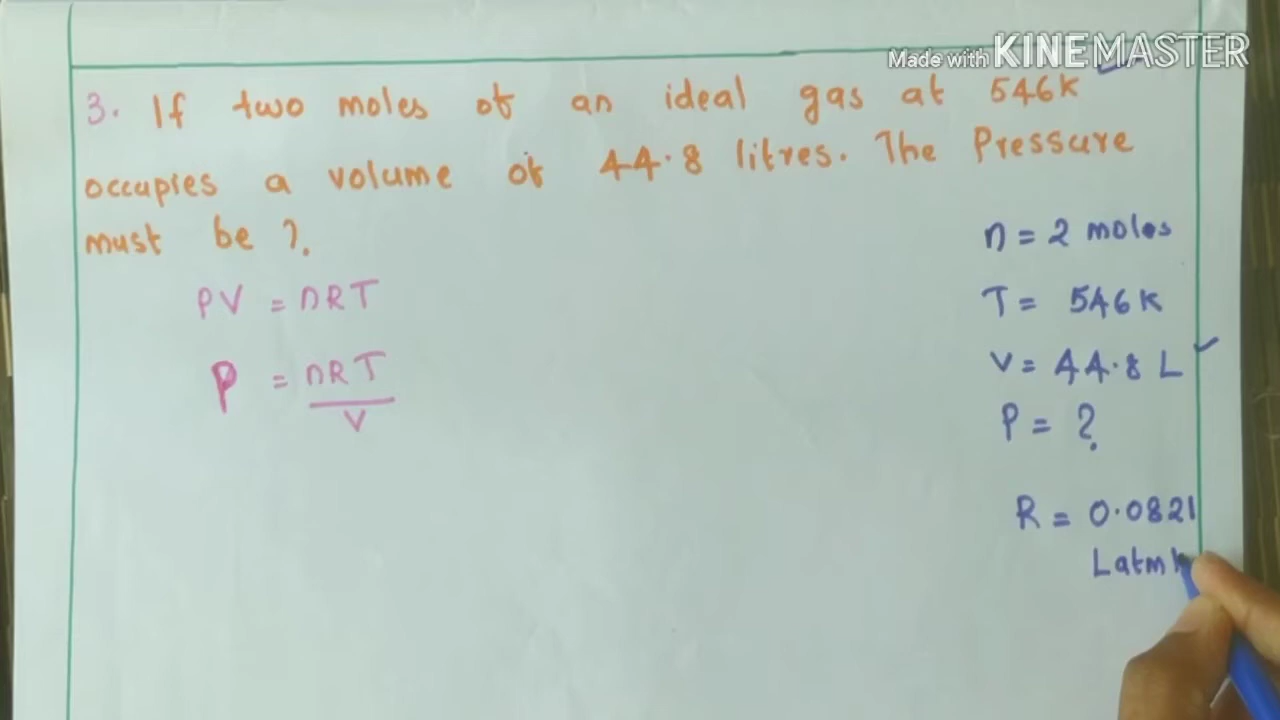 Made with KINEMASTER
3. If two moles of an ideal gas at 546K
occupies a volume of 44.8 litres. The Pressure
must be ?.
PV = nRT
P = nRT
V
n = 2 moles
T = 546K
V = 44.8 L
P = ?
R = 0.0821
Latm